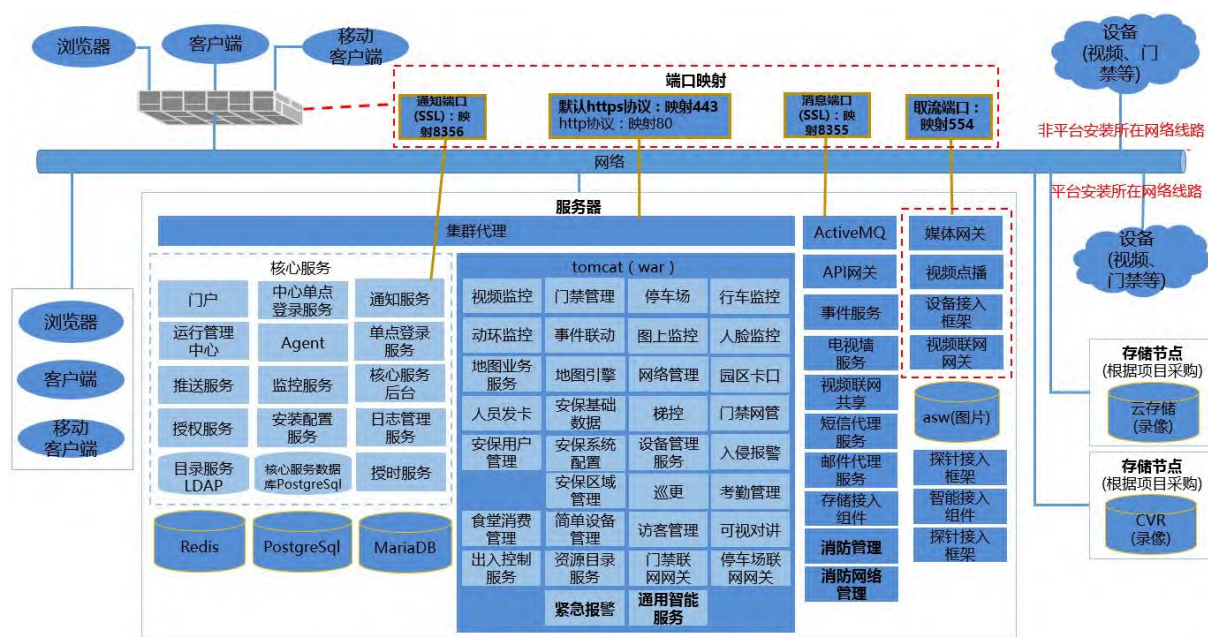 浏览器
客户端
移动
客户端
端口映射
通知端口
(SSL)：映
射8356
默认https协议：映射443
http协议：映射80
消息端口
(SSL)：映
射8355
取流端口：
映射554
设备
(视频、门
禁等)
非平台安装所在网络线路
网络
平台安装所在网络线路
设备
(视频、
门禁等)
浏览器
客户端
移动
客户端
服务器
集群代理
核心服务
门户
中心单点
登录服务
通知服务
运行管理
中心
Agent
单点登录
服务
推送服务
监控服务
核心服务
后台
授权服务
安装配置
服务
日志管理
服务
目录服务
LDAP
核心服务数据
库PostgreSql
授时服务
Redis
PostgreSql
MariaDB
tomcat（war）
视频监控
门禁管理
停车场
行车监控
动环监控
事件联动
图上监控
人脸监控
地图业务
服务
地图引擎
网络管理
园区卡口
人员发卡
安保基础
数据
梯控
门禁网管
安保用户
管理
安保系统
配置
设备管理
服务
入侵报警
安保区域
管理
巡更
考勤管理
食堂消费
管理
简单设备
管理
访客管理
可视对讲
出入控制
服务
资源目录
服务
门禁联
网网关
停车场联
网网关
紧急报警
通用智能
服务
ActiveMQ
API网关
事件服务
电视墙
服务
视频联网
共享
短信代理
服务
邮件代理
服务
存储接入
组件
消防管理
消防网络
管理
媒体网关
视频点播
设备接入
框架
视频联网
网关
asw(图片)
探针接入
框架
智能接入
组件
探针接入
框架
存储节点
(根据项目采购)
云存储
(录像)
存储节点
(根据项目采购)
CVR
(录像)